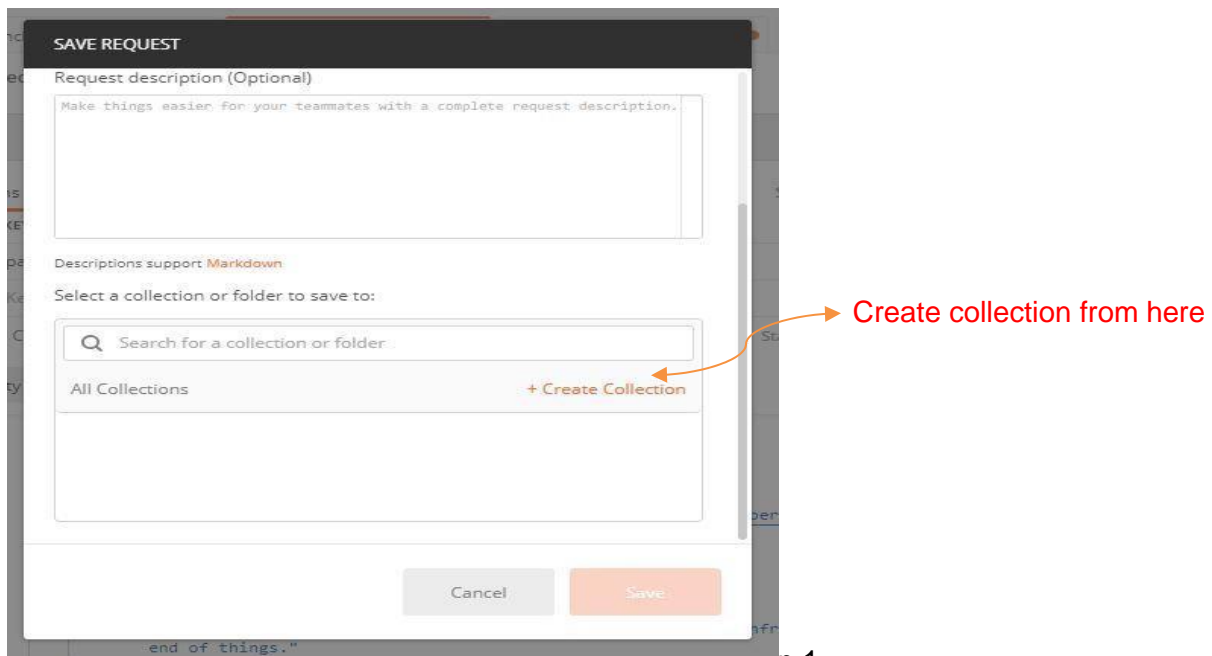 SAVE REQUEST
Request description (Optional)
Make things easier for your teammates with a complete request description.
Descriptions support Markdown
Select a collection or folder to save to:
Search for a collection or folder
All Collections
+ Create Collection
Create collection from here
Cancel
Save
end of things."